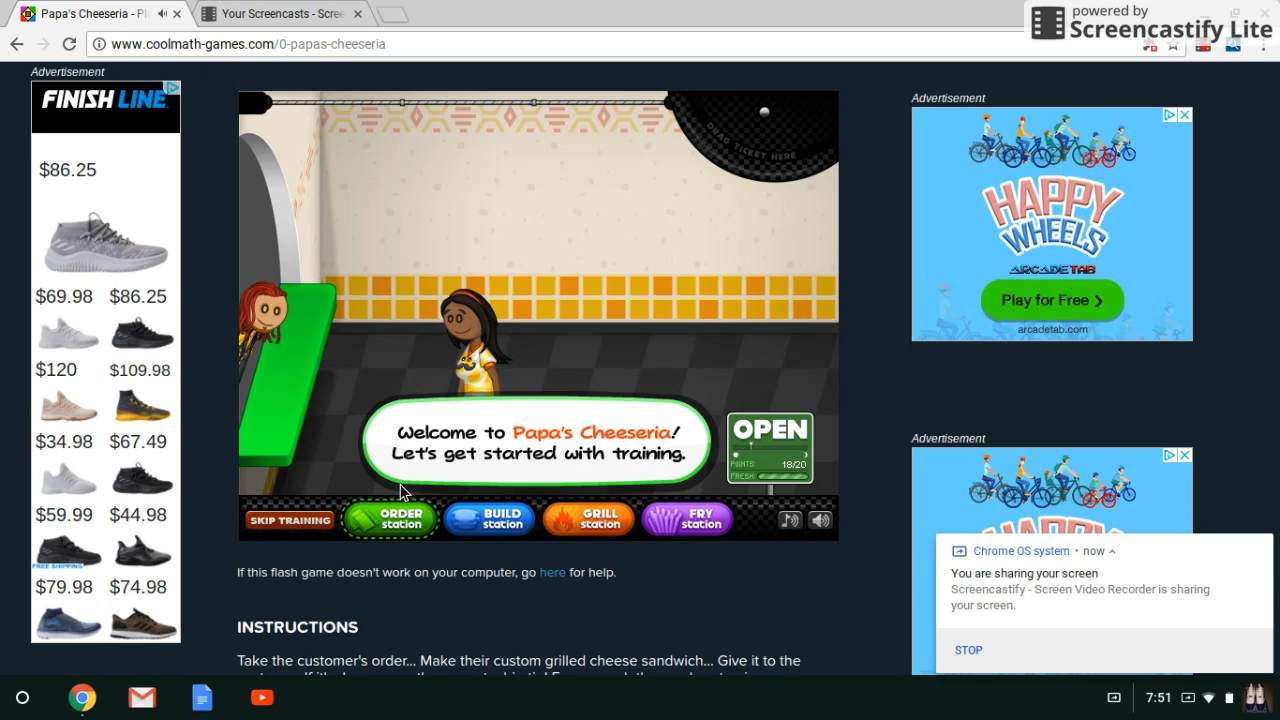 Papa's Cheeseria - Pl
Your Screencasts - Scree
powered by
Screencastify Lite
www.coolmath-games.com/0-papas-cheeseria
Advertisement
FINISH LINE
$86.25
$69.98 $86.25
$120 $109.98
$34.98 $67.49
$59.99 $44.98
FREE SHIPPING
$79.98 $74.98
DRAG TICKET HERE
Welcome to Papa's Cheeseria!
Let's get started with training.
OPEN
POINTS: 18/20
FRESH:
SKIP TRAINING
ORDER station
BUILD station
GRILL station
FRY station
If this flash game doesn't work on your computer, go here for help.
INSTRUCTIONS
Take the customer's order... Make their custom grilled cheese sandwich... Give it to the
Advertisement
HAPPY
WHEELS
ARCADETAB
Play for Free
arcadetab.com
Advertisement
Chrome OS system • now
You are sharing your screen
Screencastify - Screen Video Recorder is sharing
your screen.
STOP
7:51